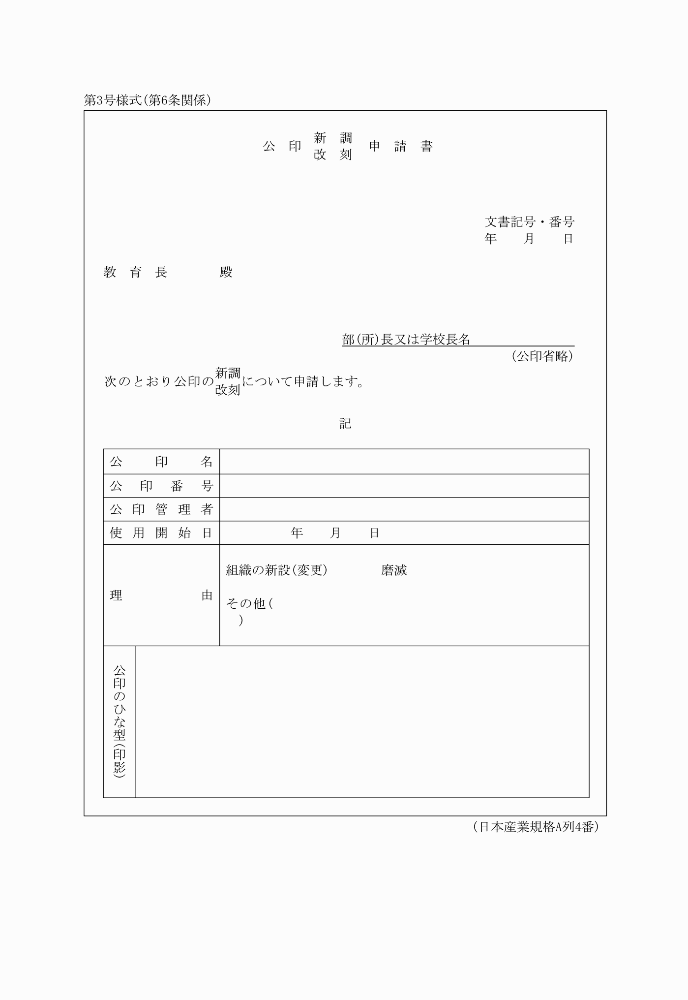 第3号様式(第6条関係)
公　印　新　調　申　請　書
改　刻
文書記号・番号
年　　月　　日
教　育　長　　　　殿
部(所)長又は学校長名
(公印省略)
次のとおり公印の新調について申請します。
改刻
記
公印名
公印番号
公印管理者
使用開始日　　年　　月　　日
理由
組織の新設(変更)　　　　磨滅
その他(
)
公印のひな型(印影)
(日本産業規格A列4番)